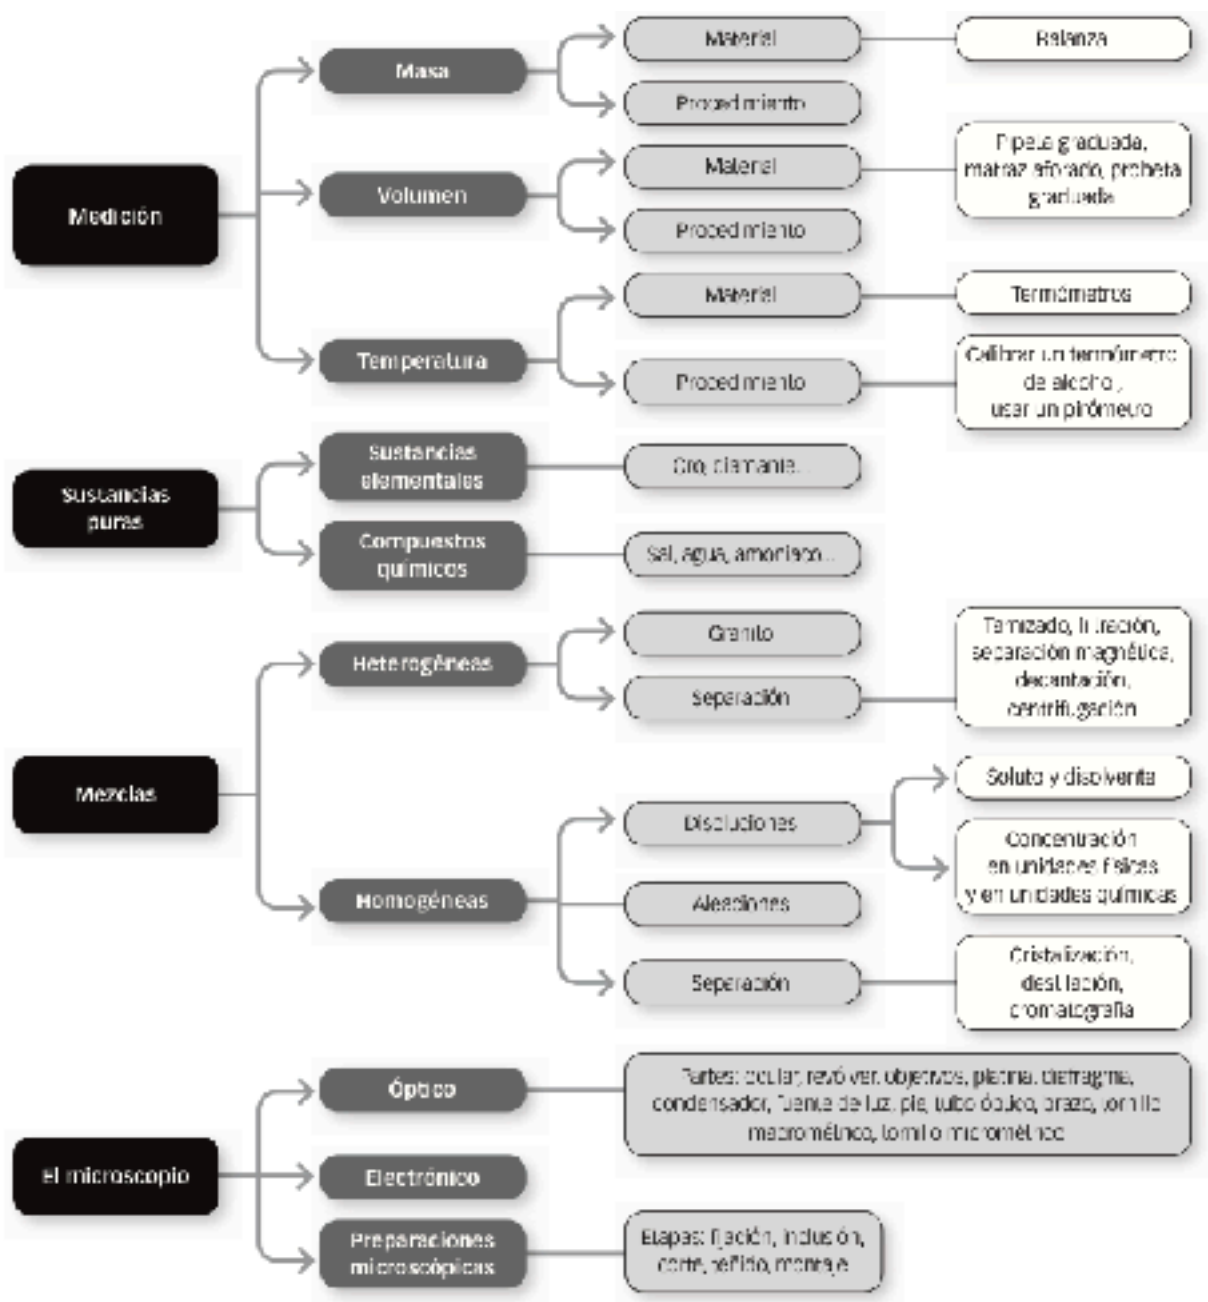 Medición
Masa
Material
Balanza
Procedimiento
Volumen
Material
Pipeta graduada,
matraz aforado, probeta
graduada
Procedimiento
Temperatura
Material
Termómetros
Procedimiento
Calibrar un termómetro
de alcohol,
usar un pirómetro
Sustancias
puras
Sustancias
elementales
Oro, diamante...
Compuestos
químicos
Sal, agua, amoniaco...
Mezclas
Heterogéneas
Granito
Separación
Tamizado, filtración,
separación magnética,
decantación,
centrifugación
Homogéneas
Disoluciones
Soluto y disolvente
Concentración
en unidades físicas
y en unidades químicas
Aleaciones
Separación
Cristalización,
destilación,
cromatografía
El microscopio
Óptico
Partes: ocular, revólver, objetivos, platina, diafragma,
condensador, fuente de luz, pie, tubo óptico, brazo, tornillo
macrométrico, tornillo micrométrico
Electrónico
Preparaciones
microscópicas
Etapas: fijación, inclusión,
corte, teñido, montaje